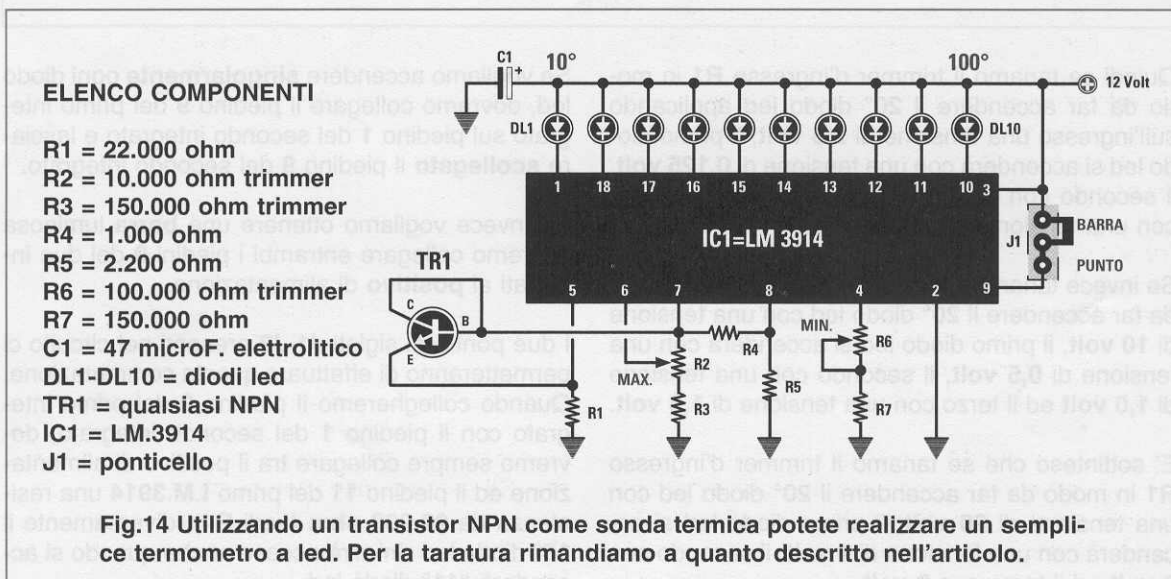 ELENCO COMPONENTI
R1 = 22.000 ohm
R2 = 10.000 ohm trimmer
R3 = 150.000 ohm trimmer
R4 = 1.000 ohm
R5 = 2.200 ohm
R6 = 100.000 ohm trimmer
R7 = 150.000 ohm
C1 = 47 microF. elettrolitico
DL1-DL10 = diodi led
TR1 = qualsiasi NPN
IC1 = LM.3914
J1 = ponticello
C1
+
10°
100°
12 Volt
DL1
DL10
1 18 17 16 15 14 13 12 11 10 3
IC1=LM 3914
J1
BARRA
PUNTO
5 6 7 8 4 2 9
TR1
C
B
E
R4
MIN.
R6
MAX.
R2
R5
R1
R3
R7
Fig.14 Utilizzando un transistor NPN come sonda termica potete realizzare un sempli-
ce termometro a led. Per la taratura rimandiamo a quanto descritto nell'articolo.